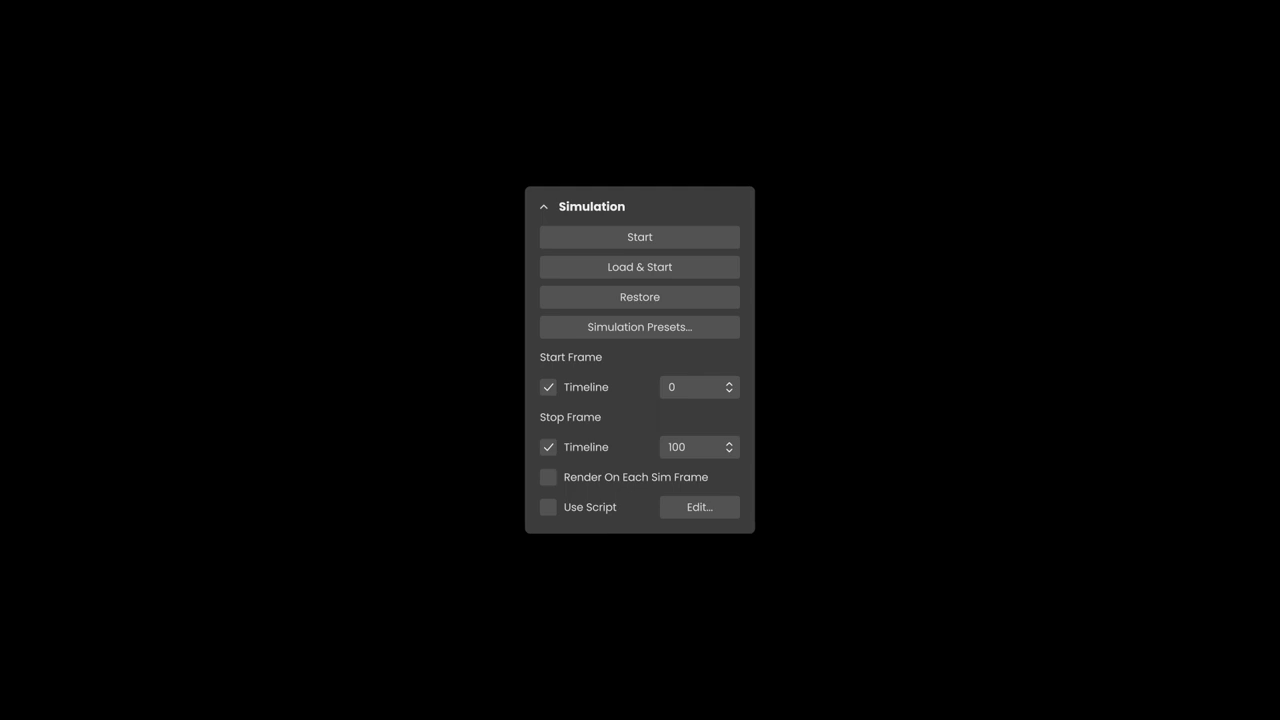 Simulation
Start
Load & Start
Restore
Simulation Presets...
Start Frame
Timeline 0
Stop Frame
Timeline 100
Render On Each Sim Frame
Use Script Edit...